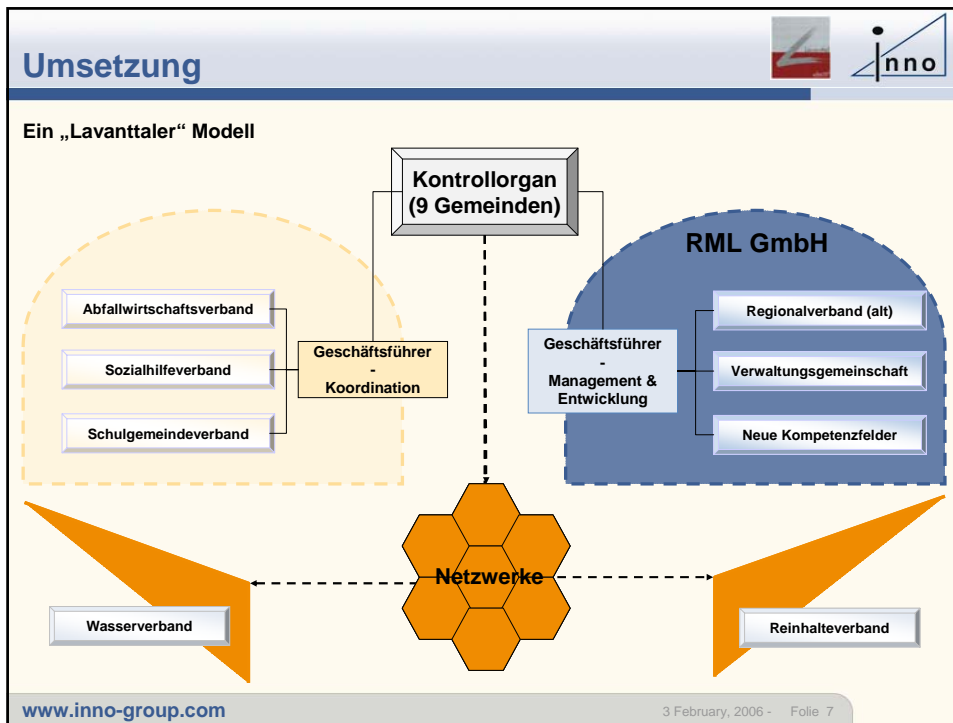 Umsetzung
inno
Ein „Lavanttaler“ Modell
Kontrollorgan
(9 Gemeinden)
RML GmbH
Abfallwirtschaftsverband
Sozialhilfeverband
Schulgemeindeverband
Geschäftsführer
-
Koordination
Geschäftsführer
-
Management &
Entwicklung
Regionalverband (alt)
Verwaltungsgemeinschaft
Neue Kompetenzfelder
Netzwerke
Wasserverband
Reinhalteverband
www.inno-group.com
3 February, 2006 - Folie 7